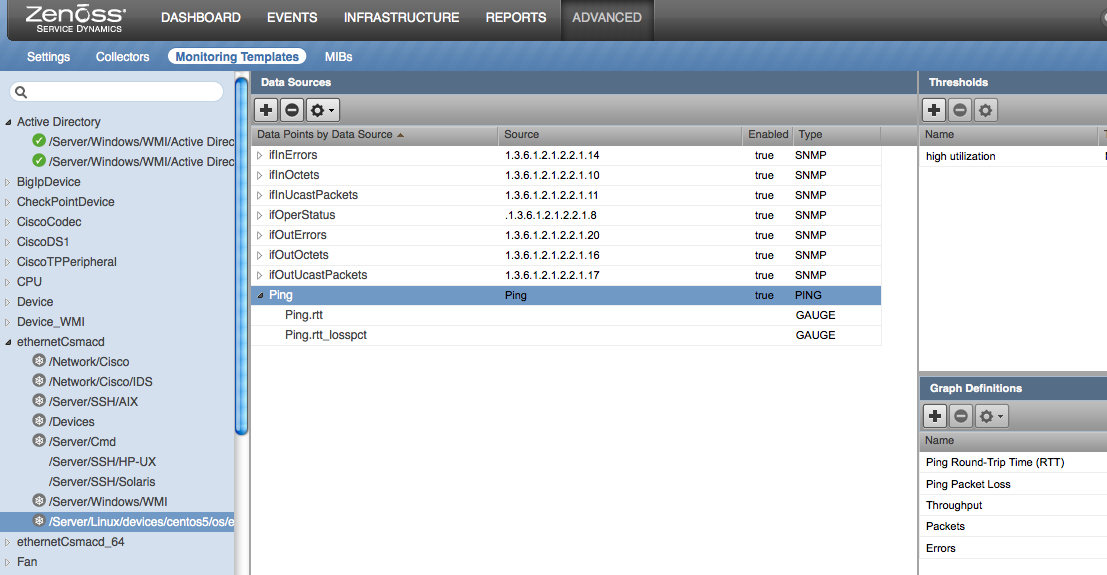 Zenoss
SERVICE DYNAMICS
DASHBOARD EVENTS INFRASTRUCTURE REPORTS ADVANCED
Settings Collectors Monitoring Templates MIBs
Active Directory
/Server/Windows/WMI/Active Direc
/Server/Windows/WMI/Active Direc
BigIpDevice
CheckPointDevice
CiscoCodec
CiscoDS1
CiscoTPPeripheral
CPU
Device
Device_WMI
ethernetCsmacd
/Network/Cisco
/Network/Cisco/IDS
/Server/SSH/AIX
/Devices
/Server/Cmd
/Server/SSH/HP-UX
/Server/SSH/Solaris
/Server/Windows/WMI
/Server/Linux/devices/centos5/os/e
ethernetCsmacd_64
Fan
Data Sources
Data Points by Data Source Source Enabled Type
ifInErrors 1.3.6.1.2.1.2.2.1.14 true SNMP
ifInOctets 1.3.6.1.2.1.2.2.1.10 true SNMP
ifInUcastPackets 1.3.6.1.2.1.2.2.1.11 true SNMP
ifOperStatus .1.3.6.1.2.1.2.2.1.8 true SNMP
ifOutErrors 1.3.6.1.2.1.2.2.1.20 true SNMP
ifOutOctets 1.3.6.1.2.1.2.2.1.16 true SNMP
ifOutUcastPackets 1.3.6.1.2.1.2.2.1.17 true SNMP
Ping Ping true PING
Ping.rtt GAUGE
Ping.rtt_losspct GAUGE
Thresholds
Name
high utilization
Graph Definitions
Name
Ping Round-Trip Time (RTT)
Ping Packet Loss
Throughput
Packets
Errors